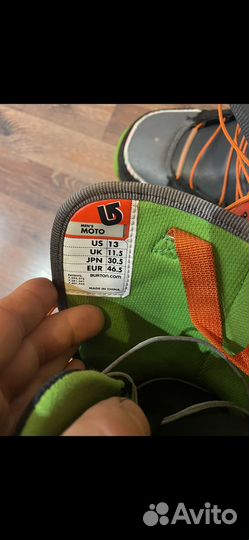 MEN'S
MOTO
US 13
UK 11.5
JPN 30.5
EUR 46.5
BURTON.COM
MADE IN CHINA
Avito